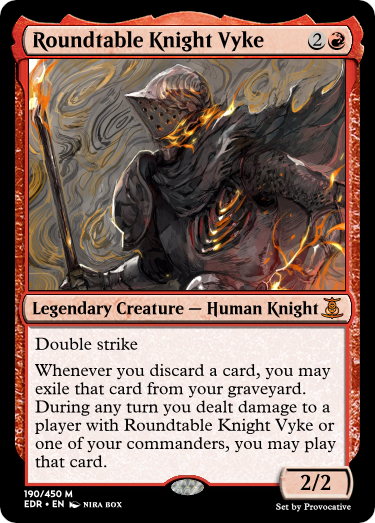 Roundtable Knight Vyke 2
Legendary Creature — Human Knight
Double strike
Whenever you discard a card, you may
exile that card from your graveyard.
During any turn you dealt damage to a
player with Roundtable Knight Vyke or
one of your commanders, you may play
that card.
2/2
190/450 M
EDR • EN NIRA BOX
Set by Provocative